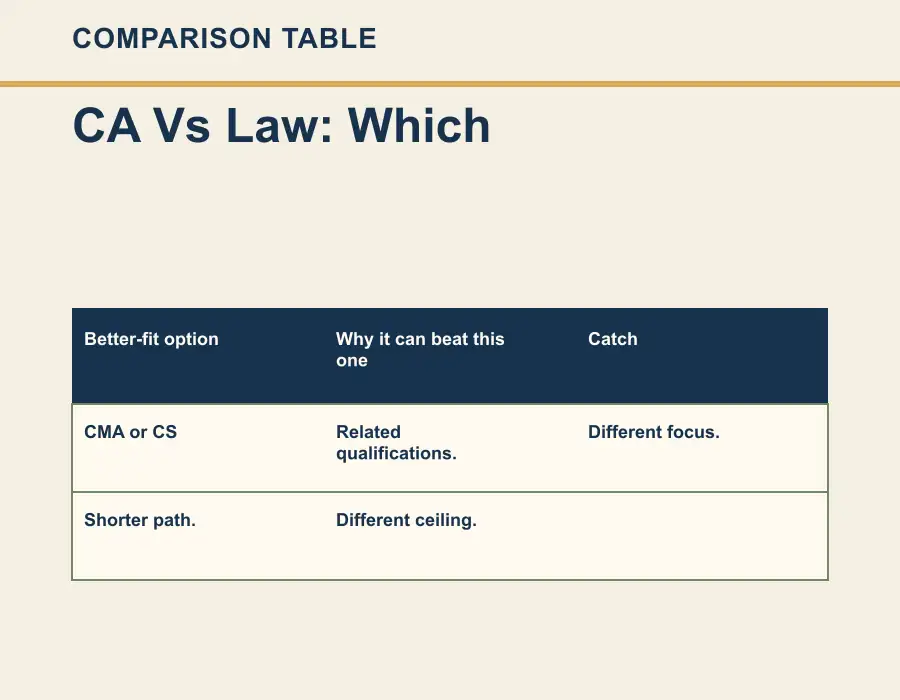 COMPARISON TABLE
CA Vs Law: Which
Better-fit option
Why it can beat this
one
Catch
CMA or CS
Related
qualifications.
Different focus.
Shorter path.
Different ceiling.